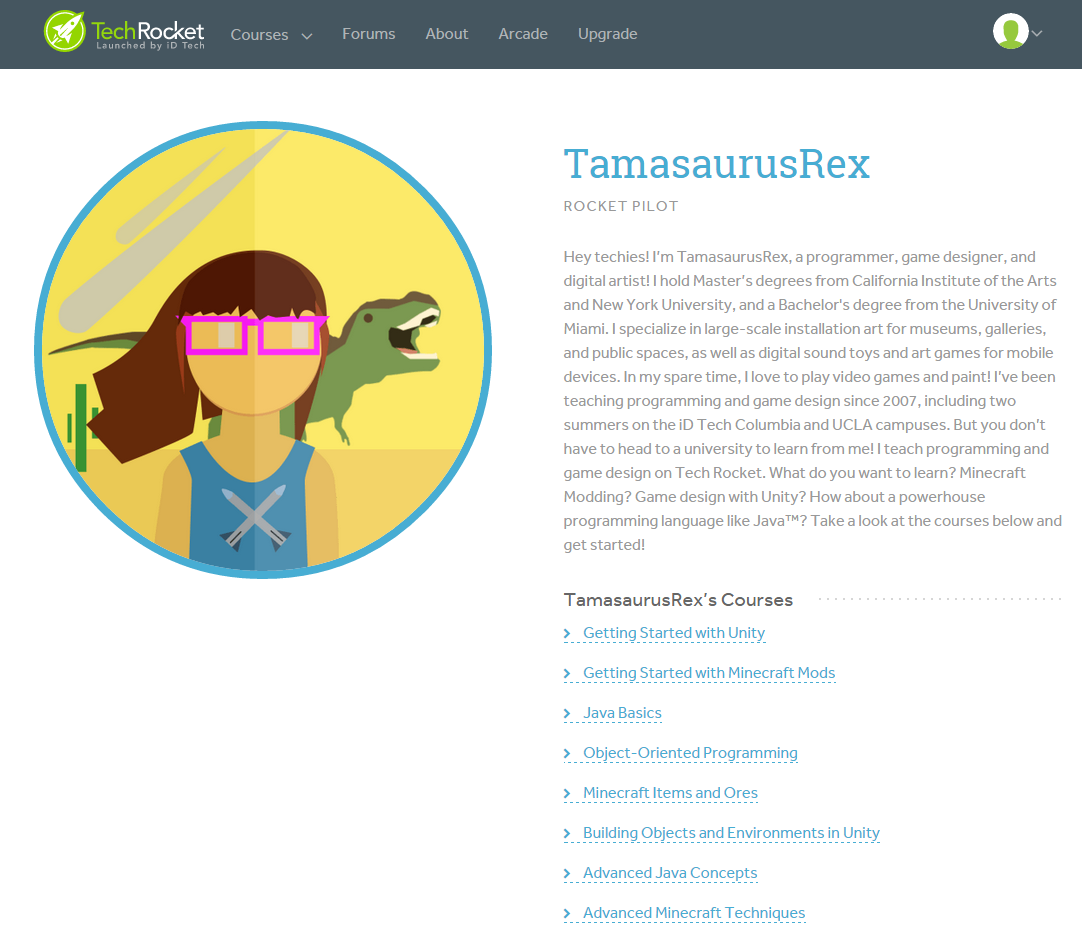 TechRocket
Launched by iD Tech
Courses
Forums
About
Arcade
Upgrade
TamasaurusRex
ROCKET PILOT
Hey techies! I'm TamasaurusRex, a programmer, game designer, and
digital artist! I hold Master's degrees from California Institute of the Arts
and New York University, and a Bachelor's degree from the University of
Miami. I specialize in large-scale installation art for museums, galleries,
and public spaces, as well as digital sound toys and art games for mobile
devices. In my spare time, I love to play video games and paint! I've been
teaching programming and game design since 2007, including two
summers on the iD Tech Columbia and UCLA campuses. But you don't
have to head to a university to learn from me! I teach programming and
game design on Tech Rocket. What do you want to learn? Minecraft
Modding? Game design with Unity? How about a powerhouse
programming language like Java™? Take a look at the courses below and
get started!
TamasaurusRex's Courses
Getting Started with Unity
Getting Started with Minecraft Mods
Java Basics
Object-Oriented Programming
Minecraft Items and Ores
Building Objects and Environments in Unity
Advanced Java Concepts
Advanced Minecraft Techniques